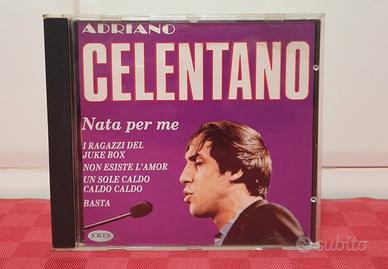 ADRIANO
CELENTANO
Nata per me
I RAGAZZI DEL
JUKE BOX
NON ESISTE L'AMOR
UN SOLE CALDO
CALDO CALDO
BASTA
JOKER
subito